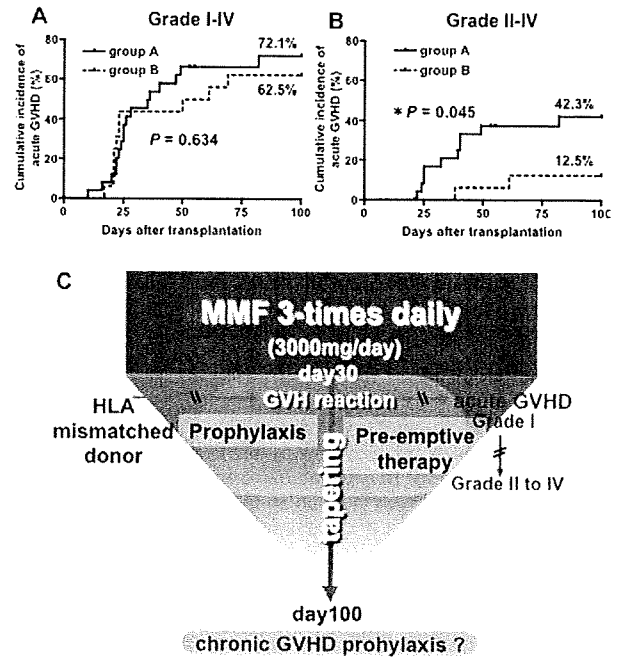 A
Grade I-IV
Cumulative incidence of
acute GVHD (%)
80
60
40
20
0
group A
group B
72.1%
62.5%
P = 0.634
0 25 50 75 100
Days after transplantation
B
Grade II-IV
Cumulative incidence of
acute GVHD (%)
80
40
20
0
group A
group B
* P = 0.045
42.3%
12.5%
0 25 50 75 100
Days after transplantation
C
MMF 3-times daily
(3000mg/day)
day30
GVH reaction
HLA
mismatched
donor
Prophylaxis
Pre-emptive
therapy
acute GVHD
Grade I
Grade II to IV
tapering
day100
chronic GVHD prohylaxis ?